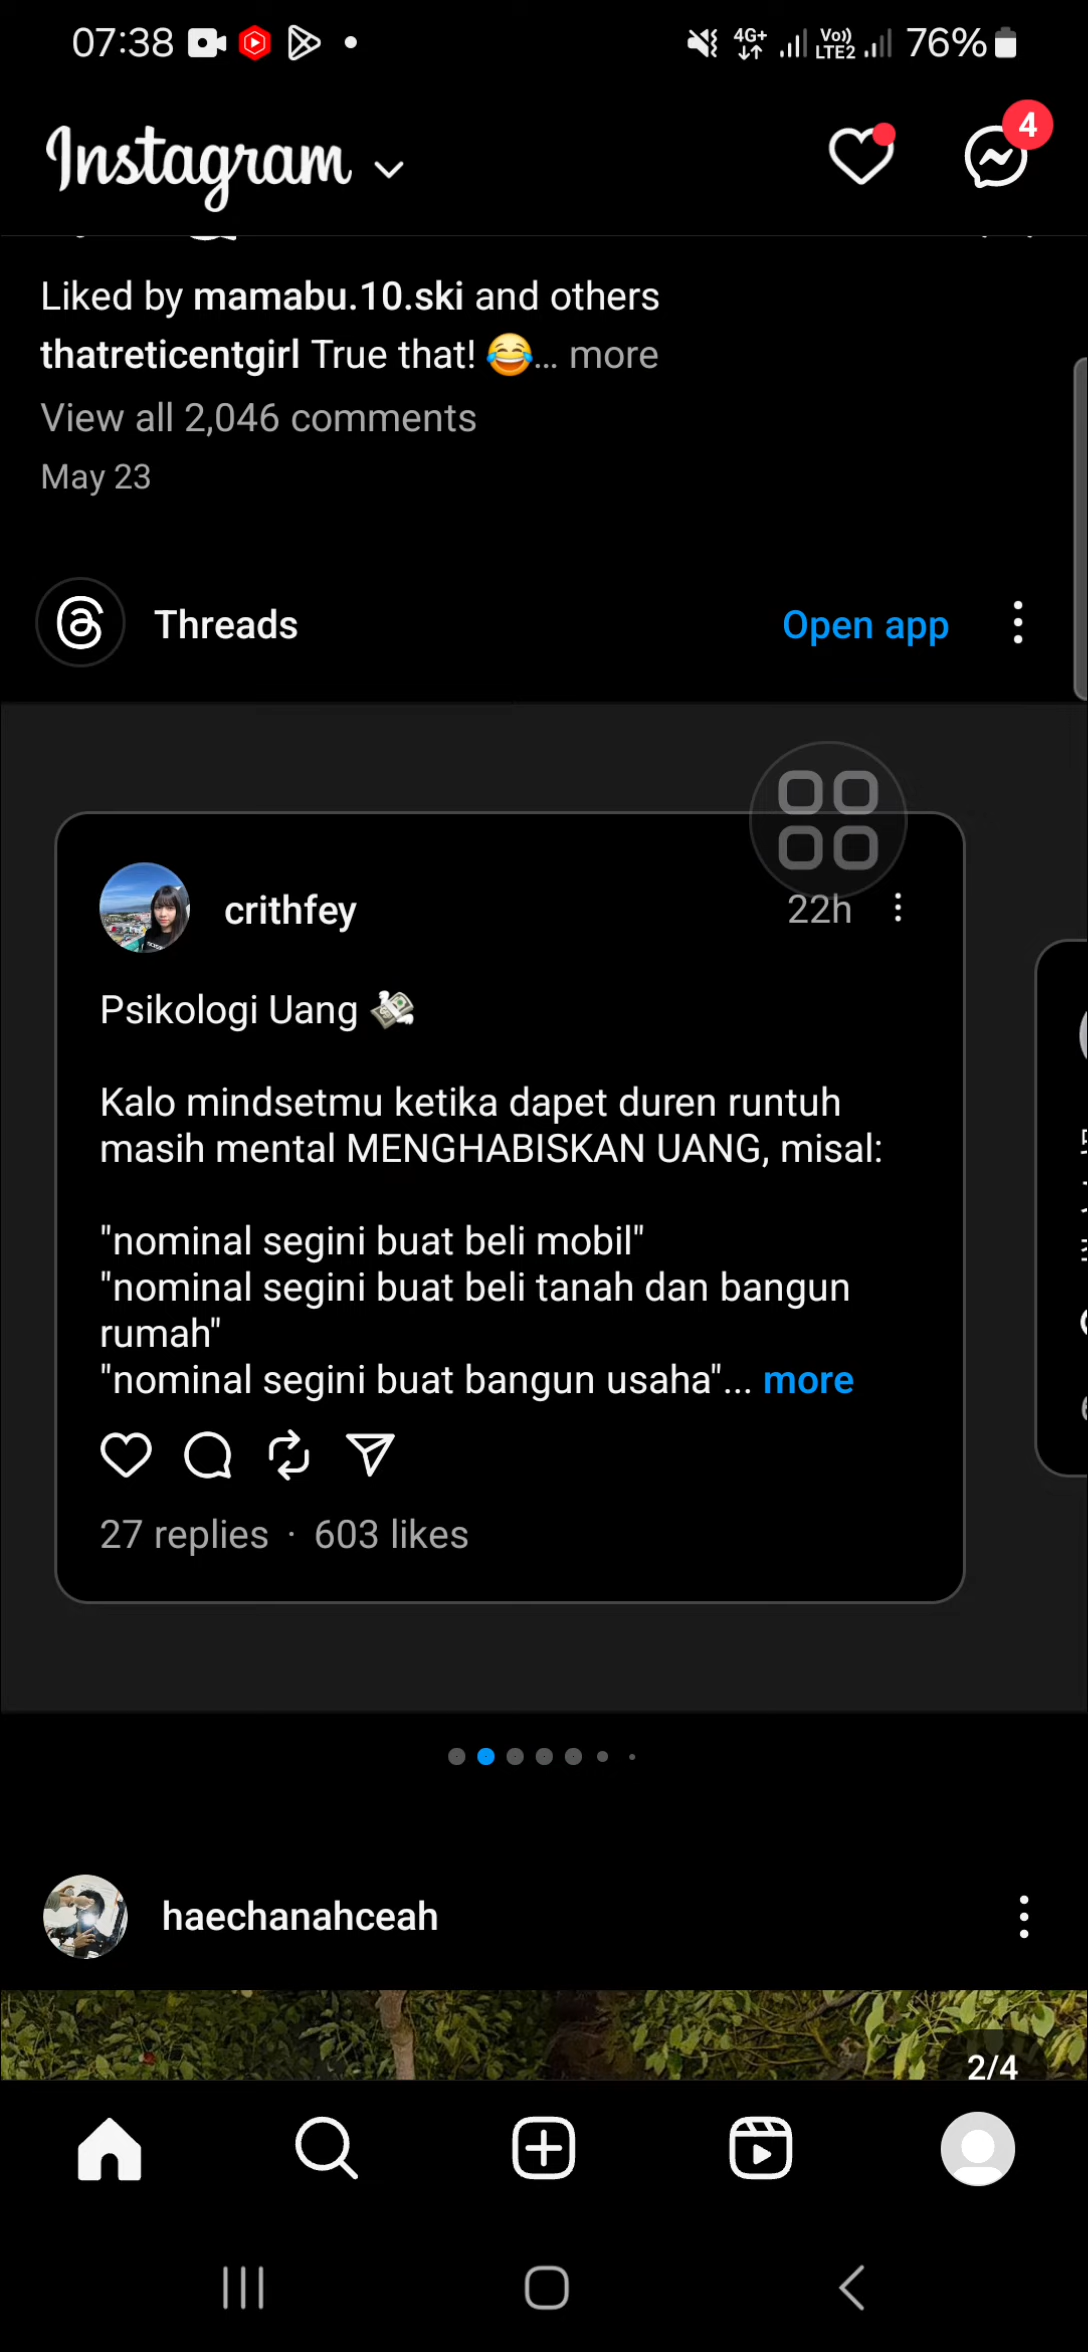 07:38
4G+
Vo))
LTE2
76%
Instagram
4
Liked by mamabu.10.ski and others
thatreticentgirl True that! 😂... more
View all 2,046 comments
May 23
Threads
Open app
crithfey
22h
Psikologi Uang 💸
Kalo mindsetmu ketika dapet duren runtuh
masih mental MENGHABISKAN UANG, misal:
"nominal segini buat beli mobil"
"nominal segini buat beli tanah dan bangun
rumah"
"nominal segini buat bangun usaha"... more
27 replies · 603 likes
haechanahceah
2/4